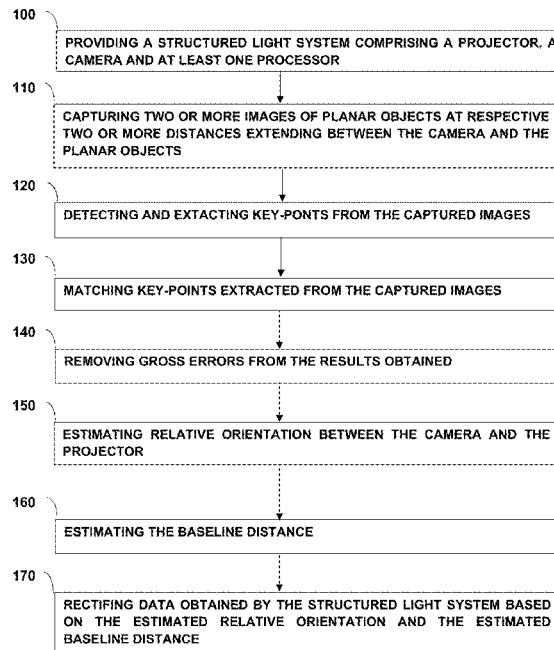 100
PROVIDING A STRUCTURED LIGHT SYSTEM COMPRISING A PROJECTOR, A
CAMERA AND AT LEAST ONE PROCESSOR
110
CAPTURING TWO OR MORE IMAGES OF PLANAR OBJECTS AT RESPECTIVE
TWO OR MORE DISTANCES EXTENDING BETWEEN THE CAMERA AND THE
PLANAR OBJECTS
120
DETECTING AND EXTACTING KEY-PONTS FROM THE CAPTURED IMAGES
130
MATCHING KEY-POINTS EXTRACTED FROM THE CAPTURED IMAGES
140
REMOVING GROSS ERRORS FROM THE RESULTS OBTAINED
150
ESTIMATING RELATIVE ORIENTATION BETWEEN THE CAMERA AND THE
PROJECTOR
160
ESTIMATING THE BASELINE DISTANCE
170
RECTIFING DATA OBTAINED BY THE STRUCTURED LIGHT SYSTEM BASED
ON THE ESTIMATED RELATIVE ORIENTATION AND THE ESTIMATED
BASELINE DISTANCE